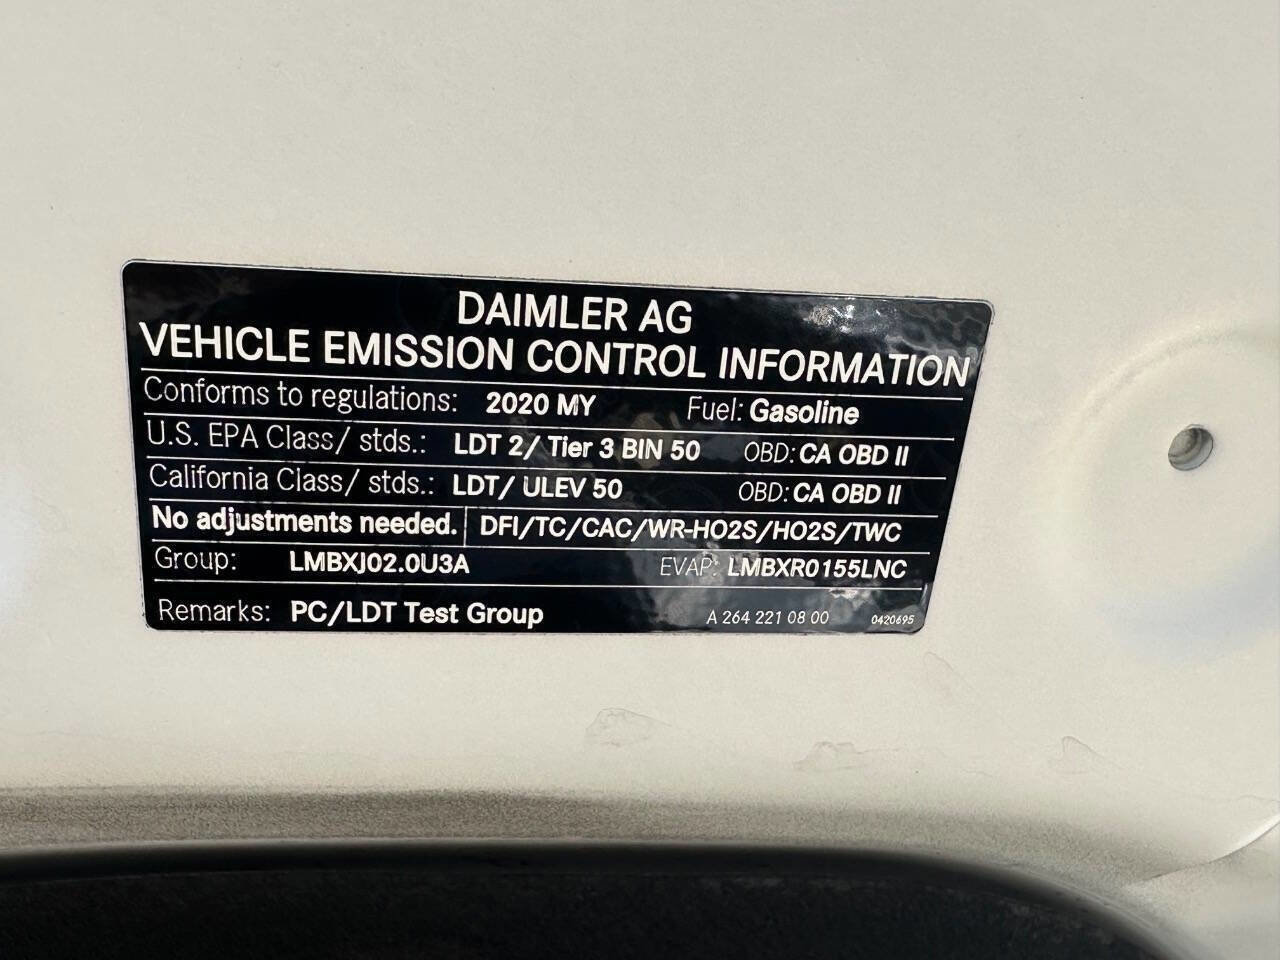 DAIMLER AG
VEHICLE EMISSION CONTROL INFORMATION
Conforms to regulations: 2020 MY Fuel: Gasoline
U.S. EPA Class/ stds.: LDT 2/ Tier 3 BIN 50 OBD: CA OBD II
California Class/ stds.: LDT/ ULEV 50 OBD: CA OBD II
No adjustments needed. DFI/TC/CAC/WR-HO2S/HO2S/TWC
Group: LMBXJ02.0U3A EVAP: LMBXR0155LNC
Remarks: PC/LDT Test Group A 264 221 08 00 0420695